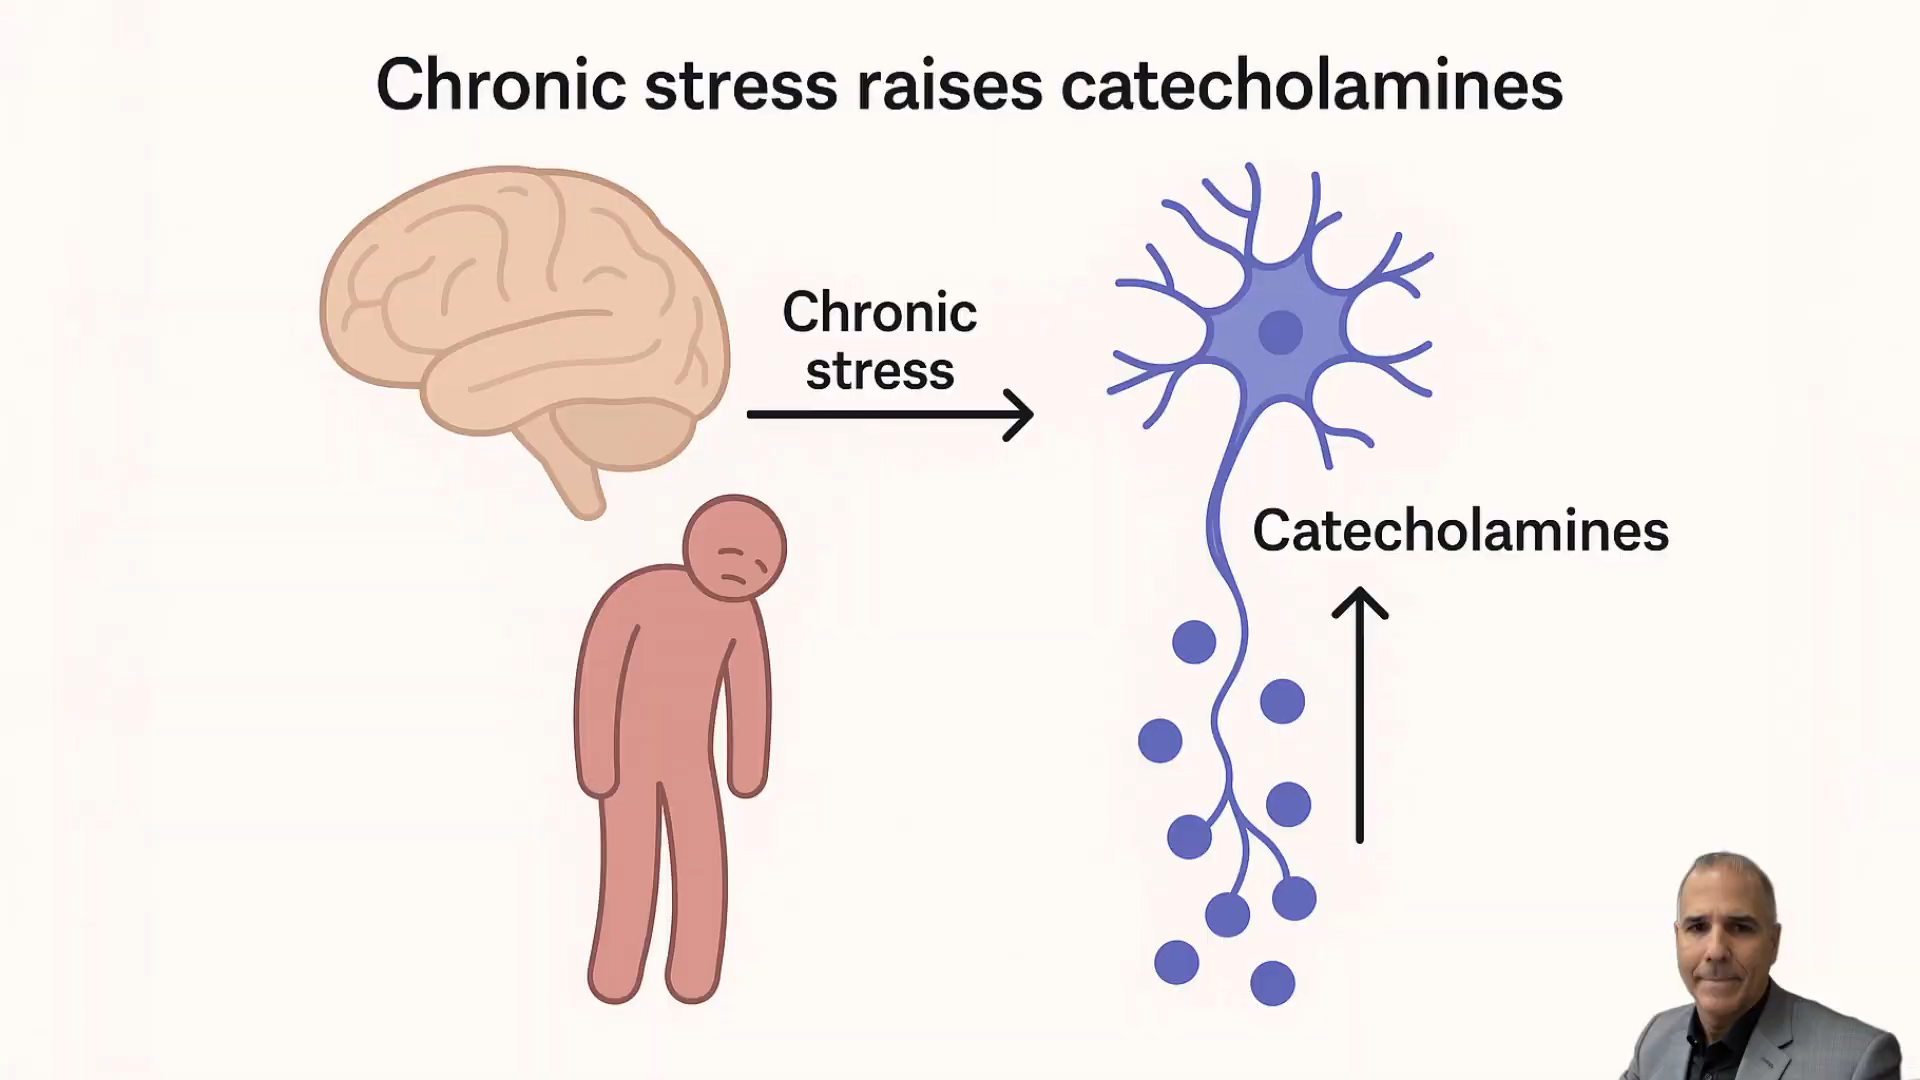 Chronic stress raises catecholamines
Chronic
stress
Catecholamines